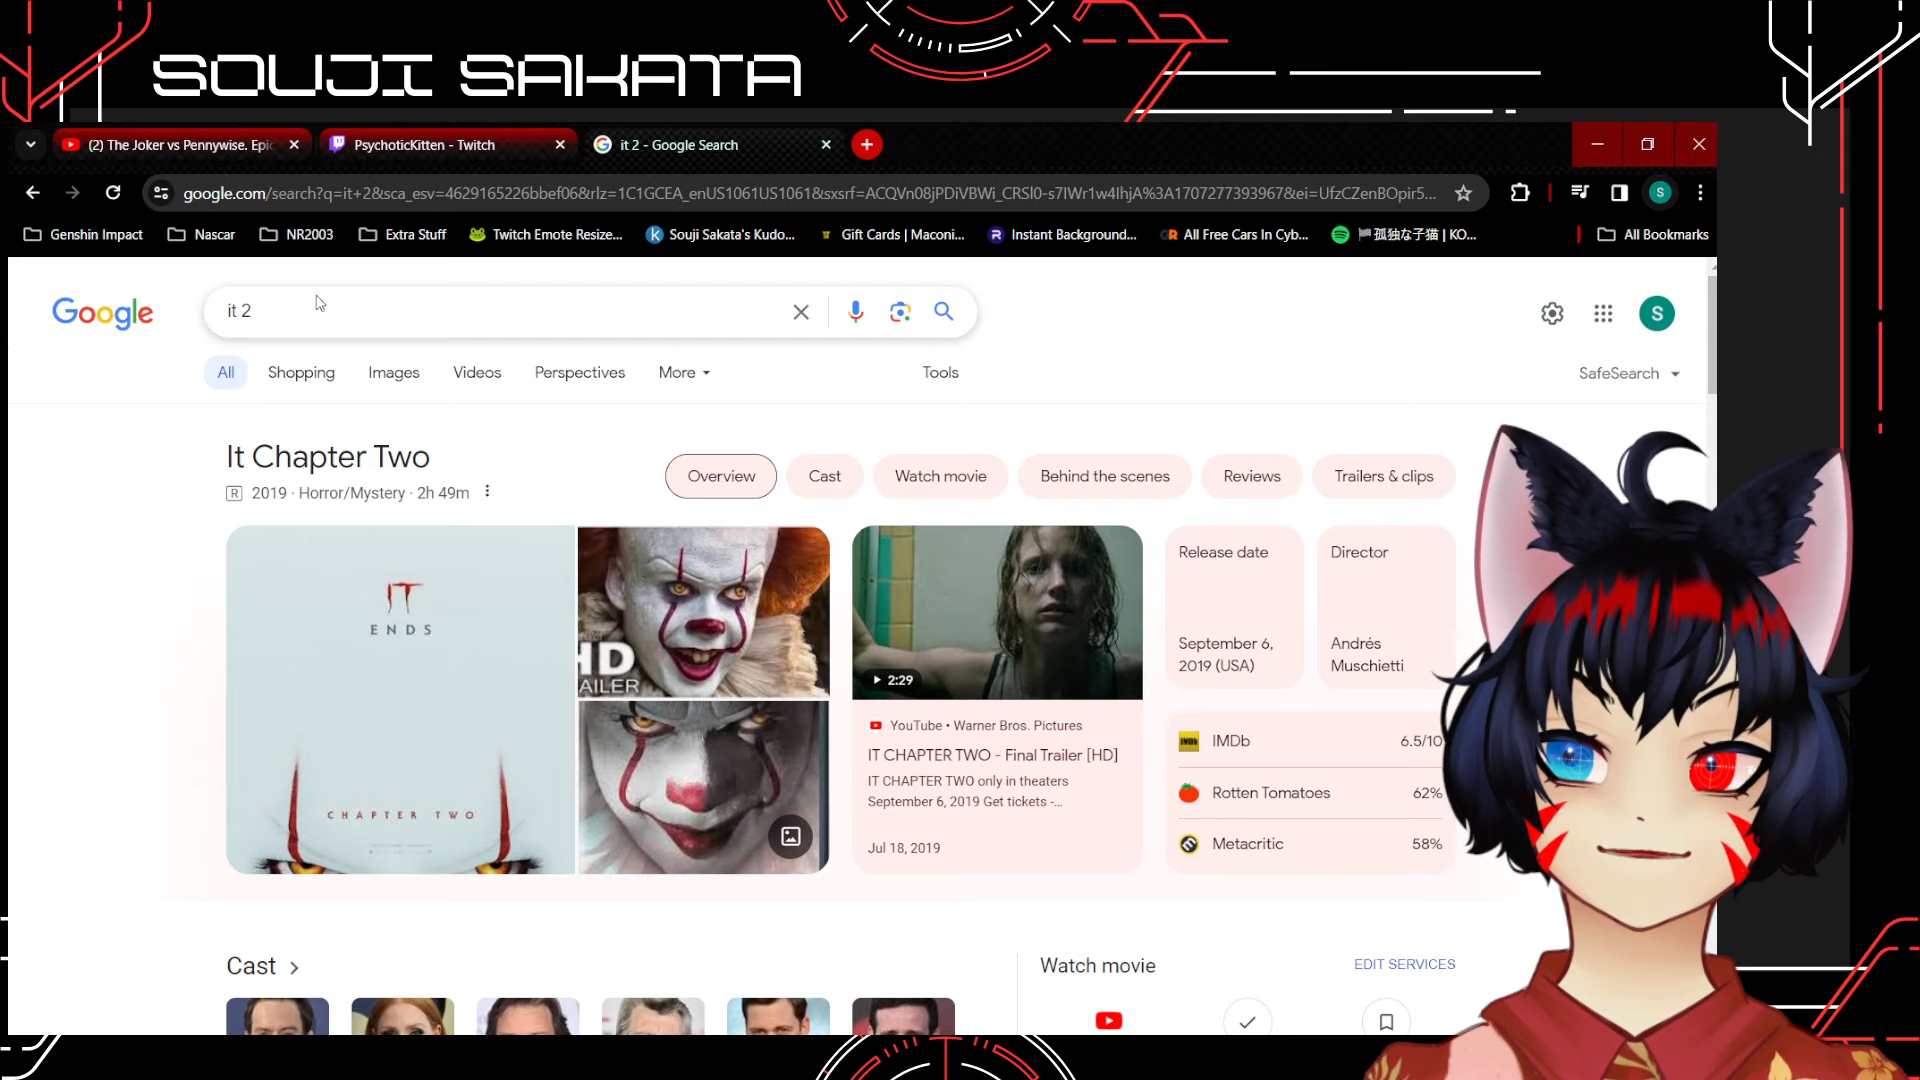 SOUJI SAKATA
(2) The Joker vs Pennywise. Epic
PsychoticKitten - Twitch
it 2 - Google Search
google.com/search?q=it+2&sca_esv=4629165226bbef06&rlz=1C1GCEA_enUS1061US1061&sxsrf=ACQVn08jPDiVBWi_CRSl0-s7IWr1w4IhjA%3A1707277393967&ei=UfzCZenBOpir5...
S
Genshin Impact
Nascar
NR2003
Extra Stuff
Twitch Emote Resize...
Souji Sakata's Kudo...
Gift Cards | Maconi...
Instant Background...
All Free Cars In Cyb...
孤独な子猫 | KO...
All Bookmarks
Google
it 2
S
All
Shopping
Images
Videos
Perspectives
More
Tools
SafeSearch
It Chapter Two
R 2019 · Horror/Mystery · 2h 49m
Overview
Cast
Watch movie
Behind the scenes
Reviews
Trailers & clips
IT
ENDS
CHAPTER TWO
HD
AILER
2:29
YouTube • Warner Bros. Pictures
IT CHAPTER TWO - Final Trailer [HD]
IT CHAPTER TWO only in theaters
September 6, 2019 Get tickets -...
Jul 18, 2019
Release date
September 6,
2019 (USA)
Director
Andrés
Muschietti
IMDb 6.5/10
Rotten Tomatoes 62%
Metacritic 58%
Cast
Watch movie
EDIT SERVICES